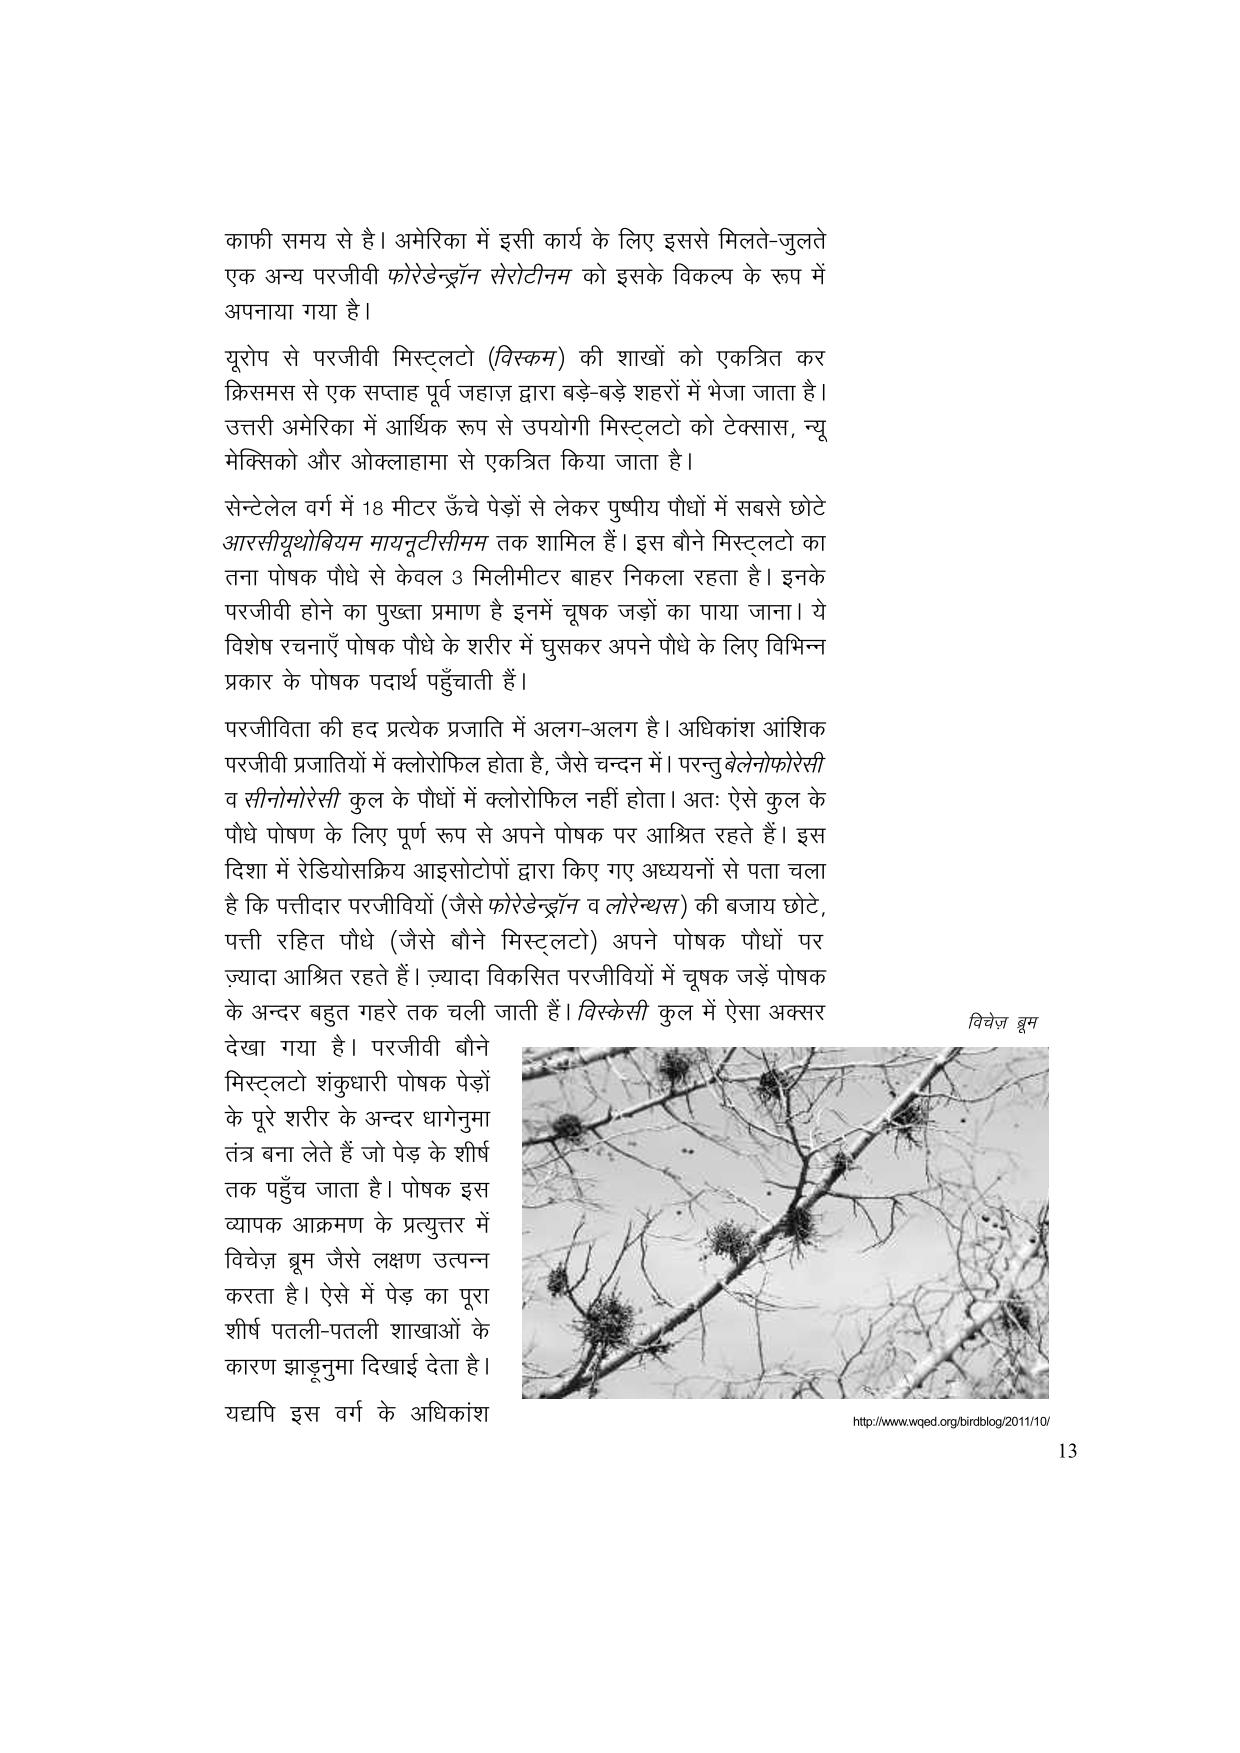 काफी समय से है। अमेरिका में इसी कार्य के लिए इससे मिलते-जुलते
एक अन्य परजीवी फोरेडेन्ड्रॉन सेरोटीनम को इसके विकल्प के रूप में
अपनाया गया है।
यूरोप से परजीवी मिस्ट्लटो (विस्कम) की शाखों को एकत्रित कर
क्रिसमस से एक सप्ताह पूर्व जहाज़ द्वारा बड़े-बड़े शहरों में भेजा जाता है।
उत्तरी अमेरिका में आर्थिक रूप से उपयोगी मिस्ट्लटो को टेक्सास, न्यू
मेक्सिको और ओक्लाहामा से एकत्रित किया जाता है।
सेन्टेलेल वर्ग में 18 मीटर ऊँचे पेड़ों से लेकर पुष्पीय पौधों में सबसे छोटे
आरसीयूथोबियम मायनूटीसीमम तक शामिल हैं। इस बौने मिस्ट्लटो का
तना पोषक पौधे से केवल 3 मिलीमीटर बाहर निकला रहता है। इनके
परजीवी होने का पुख्ता प्रमाण है इनमें चूषक जड़ों का पाया जाना। ये
विशेष रचनाएँ पोषक पौधे के शरीर में घुसकर अपने पौधे के लिए विभिन्न
प्रकार के पोषक पदार्थ पहुँचाती हैं।
परजीविता की हद प्रत्येक प्रजाति में अलग-अलग है। अधिकांश आंशिक
परजीवी प्रजातियों में क्लोरोफिल होता है, जैसे चन्दन में। परन्तु बेलेनोफोरेसी
व सीनोमोरेसी कुल के पौधों में क्लोरोफिल नहीं होता। अतः ऐसे कुल के
पौधे पोषण के लिए पूर्ण रूप से अपने पोषक पर आश्रित रहते हैं। इस
दिशा में रेडियोसक्रिय आइसोटोपों द्वारा किए गए अध्ययनों से पता चला
है कि पत्तीदार परजीवियों (जैसे फोरेडेन्ड्रॉन व लोरेन्थस) की बजाय छोटे,
पत्ती रहित पौधे (जैसे बौने मिस्ट्लटो) अपने पोषक पौधों पर
ज़्यादा आश्रित रहते हैं। ज़्यादा विकसित परजीवियों में चूषक जड़ें पोषक
के अन्दर बहुत गहरे तक चली जाती हैं। विस्केसी कुल में ऐसा अक्सर
देखा गया है। परजीवी बौने
मिस्ट्लटो शंकुधारी पोषक पेड़ों
के पूरे शरीर के अन्दर धागेनुमा
तंत्र बना लेते हैं जो पेड़ के शीर्ष
तक पहुँच जाता है। पोषक इस
व्यापक आक्रमण के प्रत्युत्तर में
विचेज़ ब्रूम जैसे लक्षण उत्पन्न
करता है। ऐसे में पेड़ का पूरा
शीर्ष पतली-पतली शाखाओं के
कारण झाड़ूनुमा दिखाई देता है।
यद्यपि इस वर्ग के अधिकांश
विचेज़ ब्रूम
http://www.wqed.org/birdblog/2011/10/
13